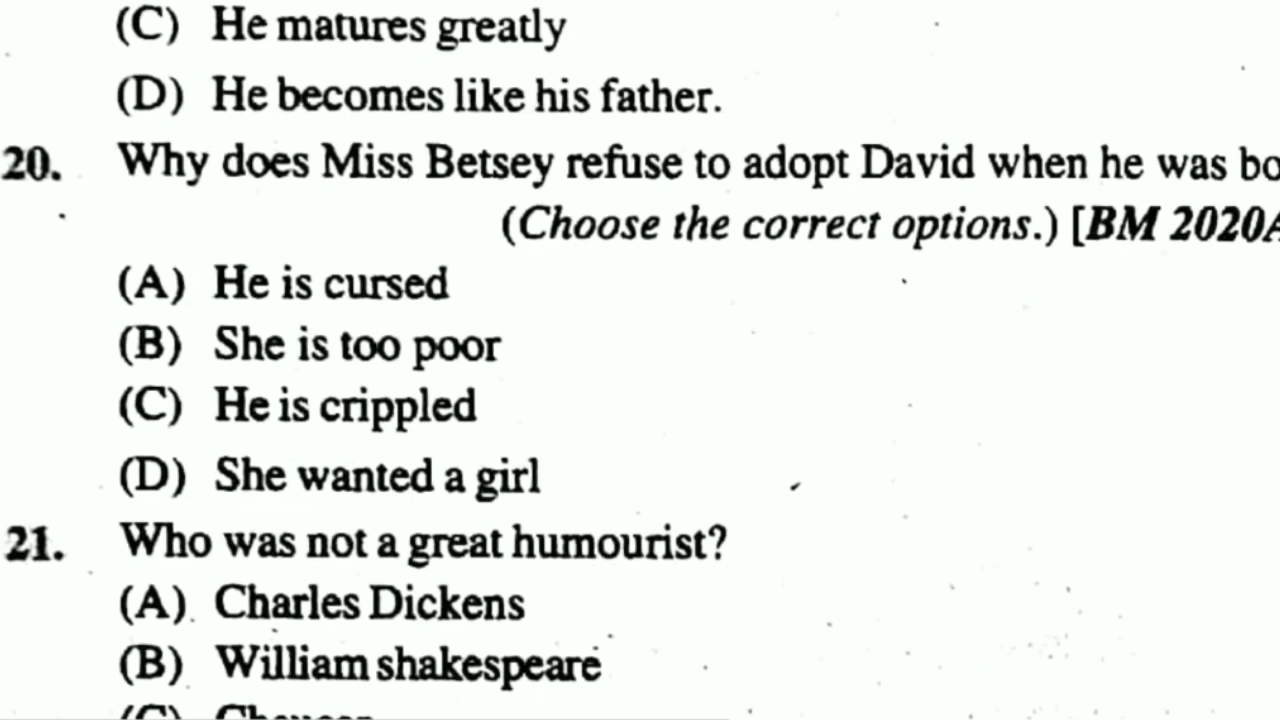 (C) He matures greatly
(D) He becomes like his father.
20. Why does Miss Betsey refuse to adopt David when he was bo
(Choose the correct options.) [BM 2020A
(A) He is cursed
(B) She is too poor
(C) He is crippled
(D) She wanted a girl
21. Who was not a great humourist?
(A) Charles Dickens
(B) William shakespeare
(C) Chaucer